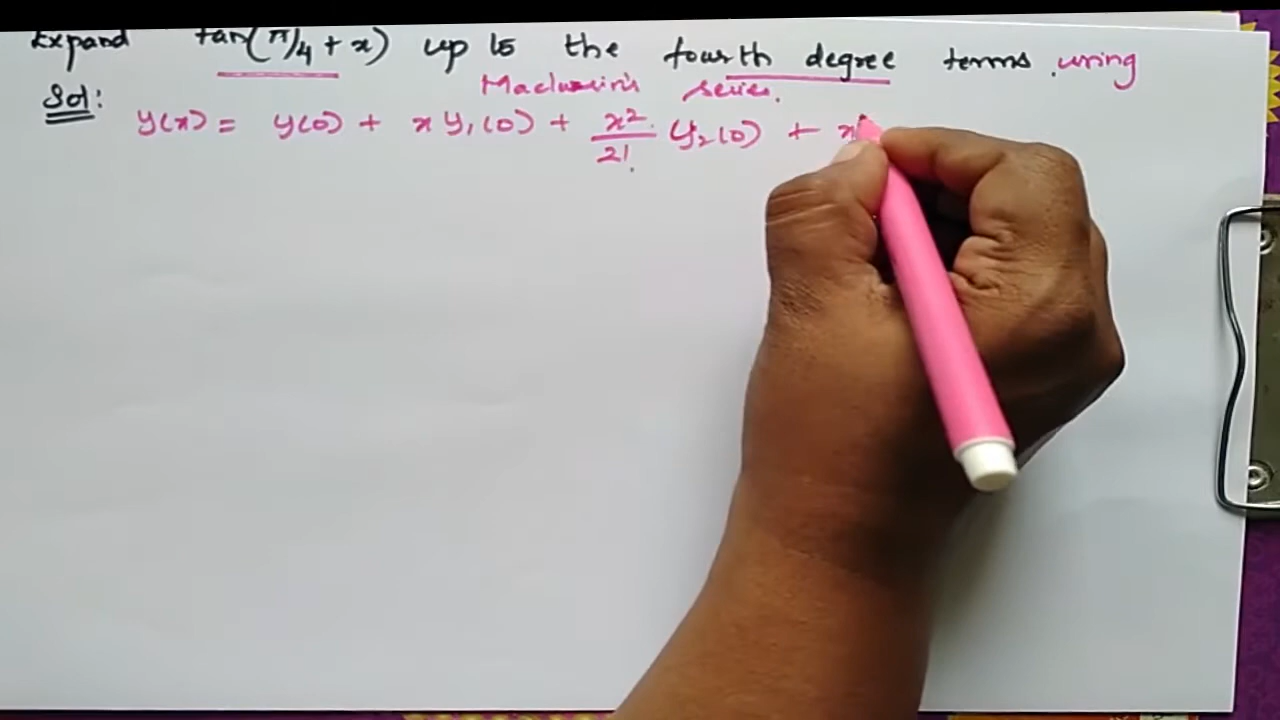 Expand tan(π/4 + x) up to the fourth degree terms. using
Maclaurin's series.
Sol:
y(x) = y(0) + x y₁(0) + x²/2! y₂(0) + x